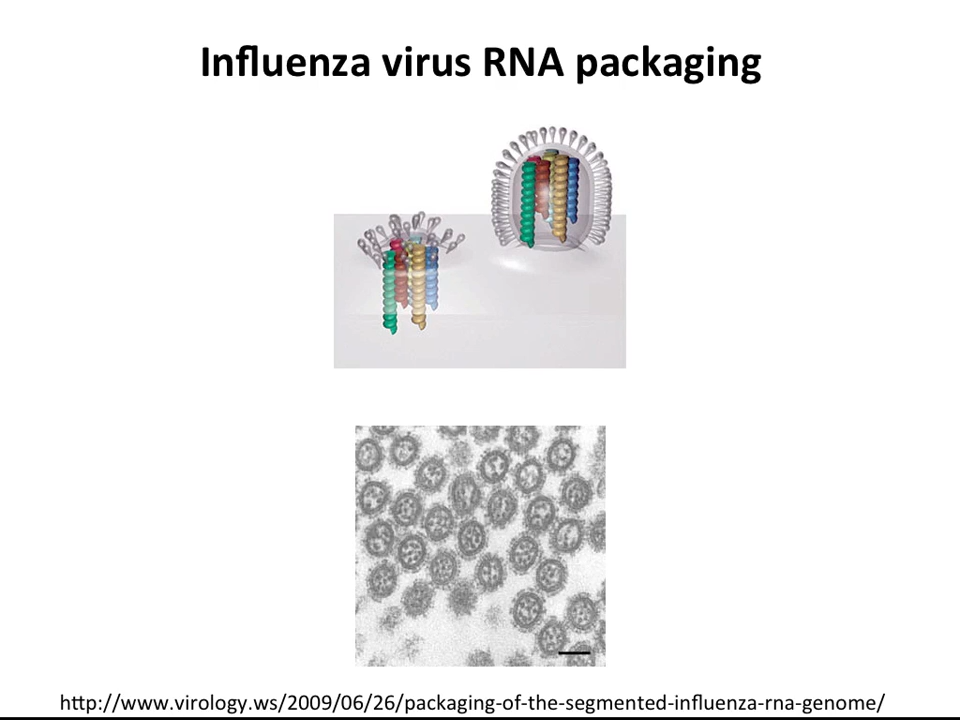 Influenza virus RNA packaging
http://www.virology.ws/2009/06/26/packaging-of-the-segmented-influenza-rna-genome/